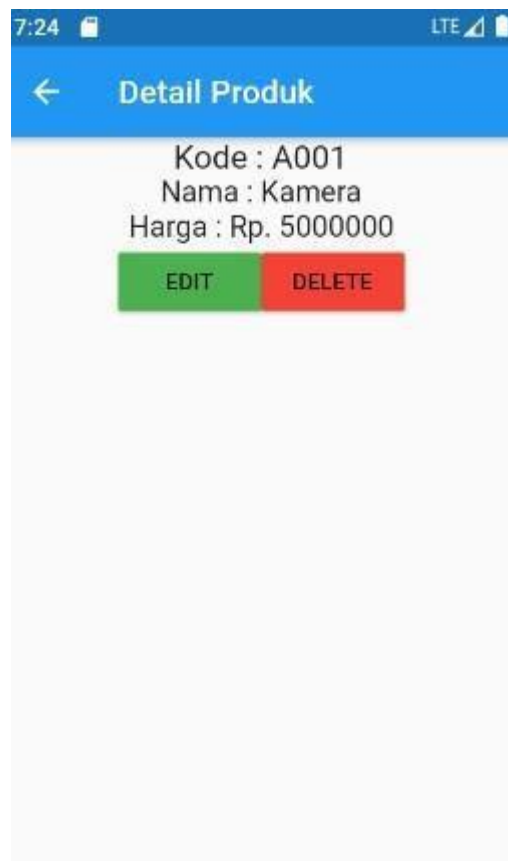 7:24 LTE
Detail Produk
Kode : A001
Nama : Kamera
Harga : Rp. 5000000
EDIT DELETE